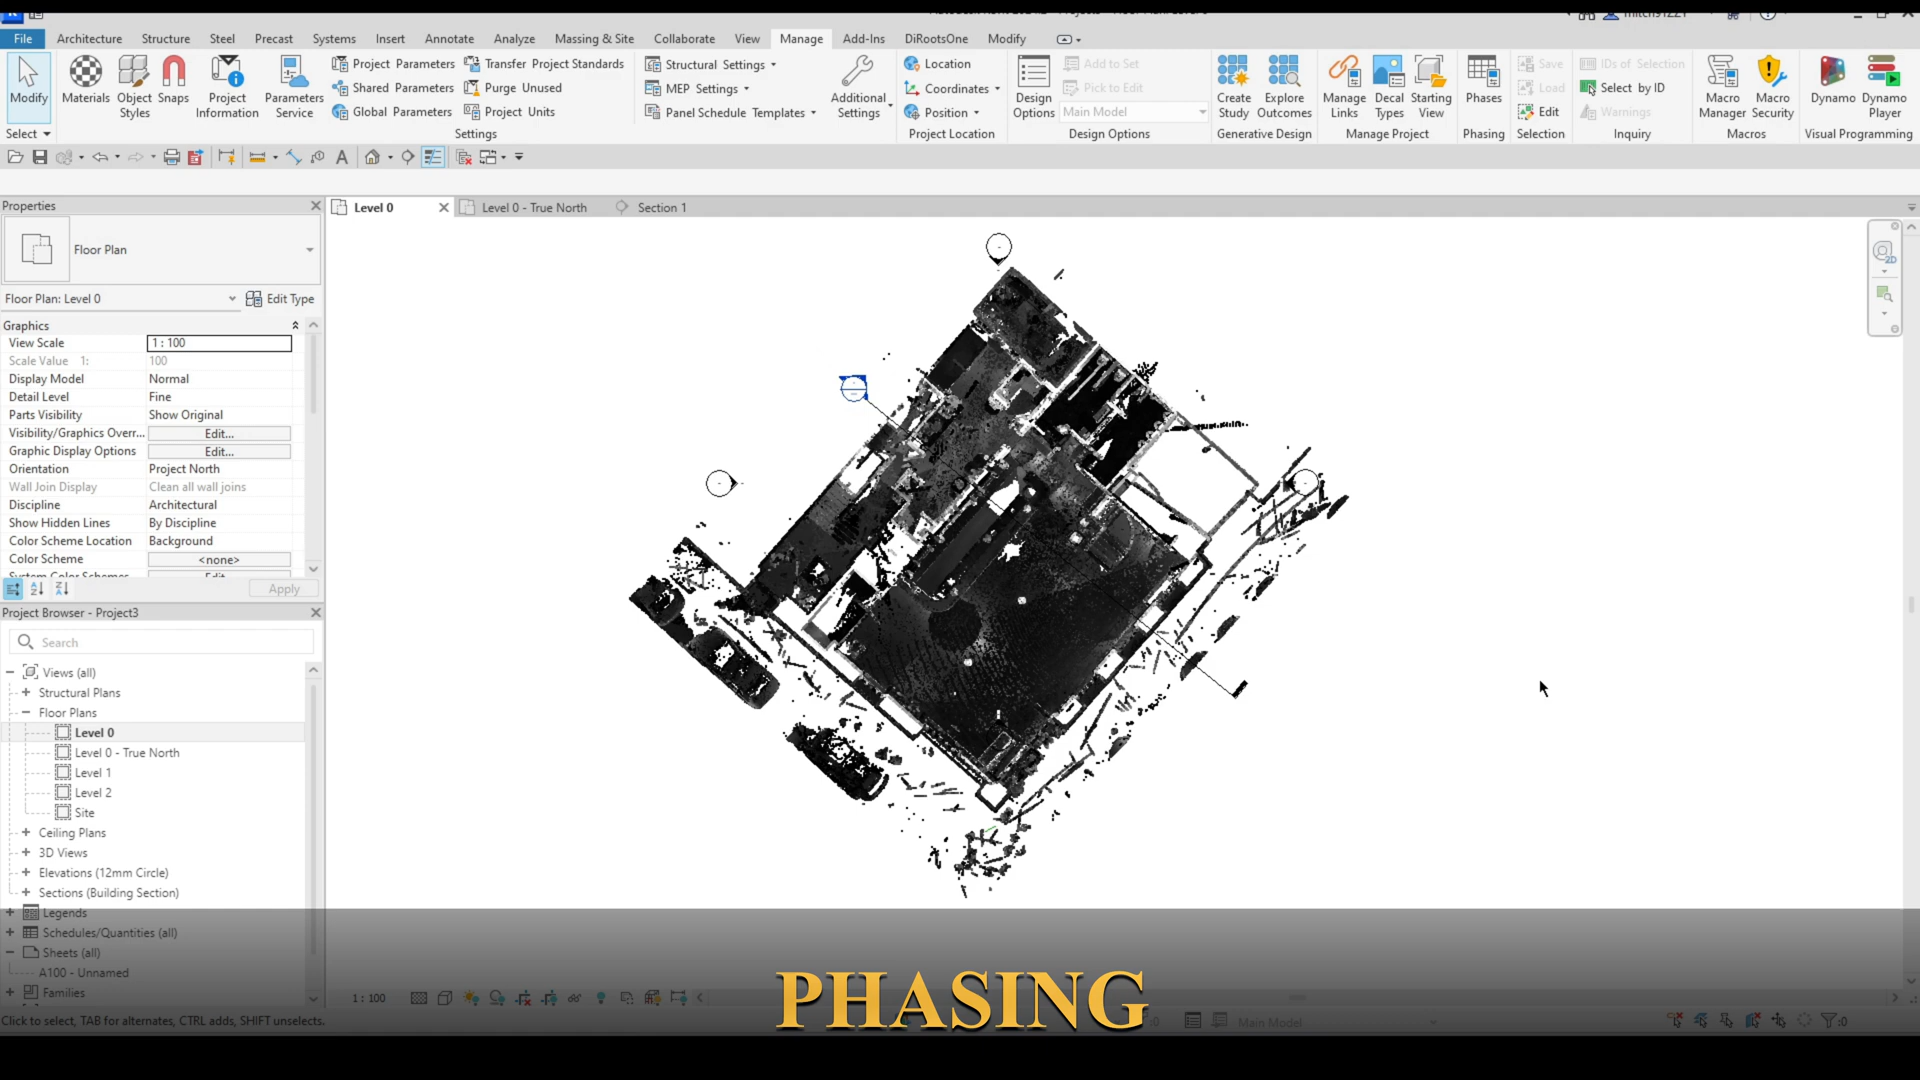 File Architecture Structure Steel Precast Systems Insert Annotate Analyze Massing & Site Collaborate View Manage Add-Ins DiRootsOne Modify
Modify
Select
Materials
Object Styles
Snaps
Project Information
Parameters Service
Project Parameters
Shared Parameters
Global Parameters
Transfer Project Standards
Purge Unused
Project Units
Settings
Structural Settings
MEP Settings
Panel Schedule Templates
Additional Settings
Location
Coordinates
Position
Project Location
Design Options
Add to Set
Pick to Edit
Main Model
Design Options
Create Study
Explore Outcomes
Generative Design
Manage Links
Decal Types
Starting View
Manage Project
Phases
Phasing
Save
Load
Edit
Selection
IDs of Selection
Select by ID
Warnings
Inquiry
Macro Manager
Macro Security
Macros
Dynamo
Dynamo Player
Visual Programming
Properties
Level 0
Level 0 - True North
Section 1
Floor Plan
Floor Plan: Level 0
Edit Type
Graphics
View Scale 1 : 100
Scale Value 1: 100
Display Model Normal
Detail Level Fine
Parts Visibility Show Original
Visibility/Graphics Overr... Edit...
Graphic Display Options Edit...
Orientation Project North
Wall Join Display Clean all wall joins
Discipline Architectural
Show Hidden Lines By Discipline
Color Scheme Location Background
Color Scheme <none>
Apply
Project Browser - Project3
Search
Views (all)
Structural Plans
Floor Plans
Level 0
Level 0 - True North
Level 1
Level 2
Site
Ceiling Plans
3D Views
Elevations (12mm Circle)
Sections (Building Section)
Legends
Schedules/Quantities (all)
Sheets (all)
A100 - Unnamed
Families
1 : 100
PHASING
Click to select, TAB for alternates, CTRL adds, SHIFT unselects.
:0
Main Model
:0